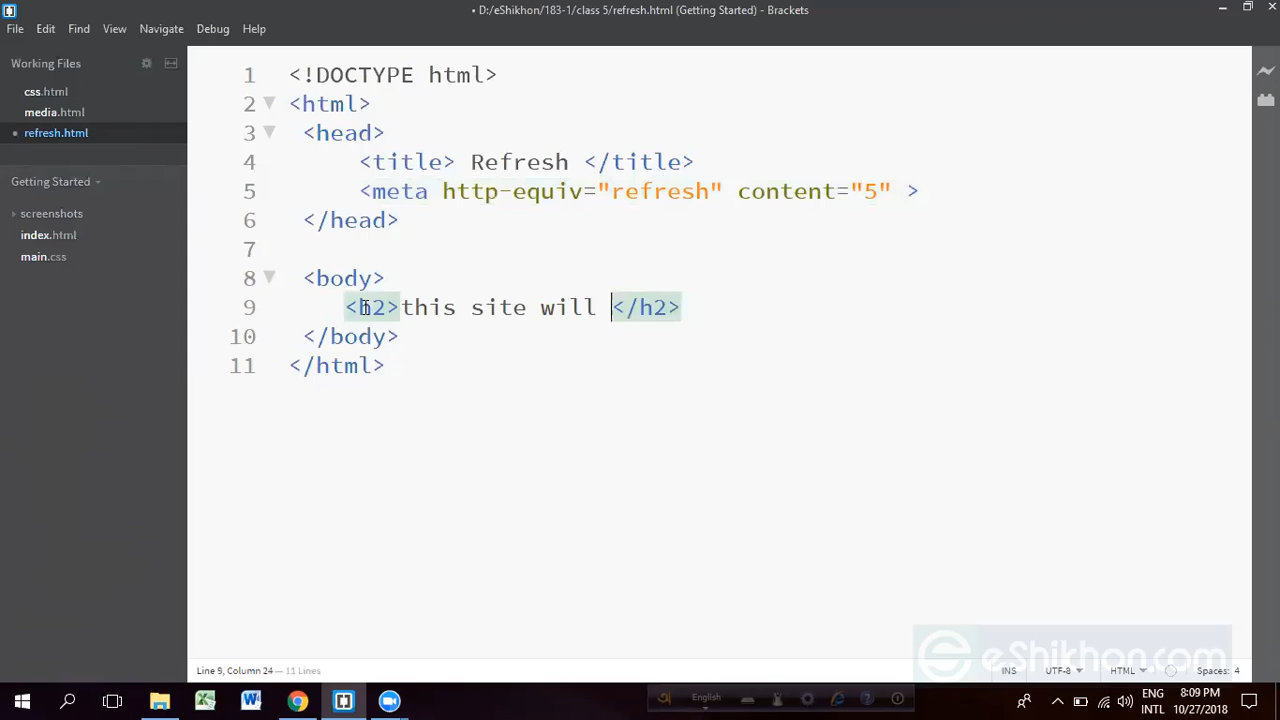 • D:/eShikhon/183-1/class 5/refresh.html (Getting Started) - Brackets
File Edit Find View Navigate Debug Help
Working Files
css.html
media.html
• refresh.html
Getting Started
screenshots
index.html
main.css
1 <!DOCTYPE html>
2 <html>
3 <head>
4 <title> Refresh </title>
5 <meta http-equiv="refresh" content="5" >
6 </head>
7
8 <body>
9 <h2>this site will </h2>
10 </body>
11 </html>
eShikhon.com
Line 9, Column 24 — 11 Lines
INS UTF-8 HTML Spaces: 4
English
ENG
INTL
8:09 PM
10/27/2018